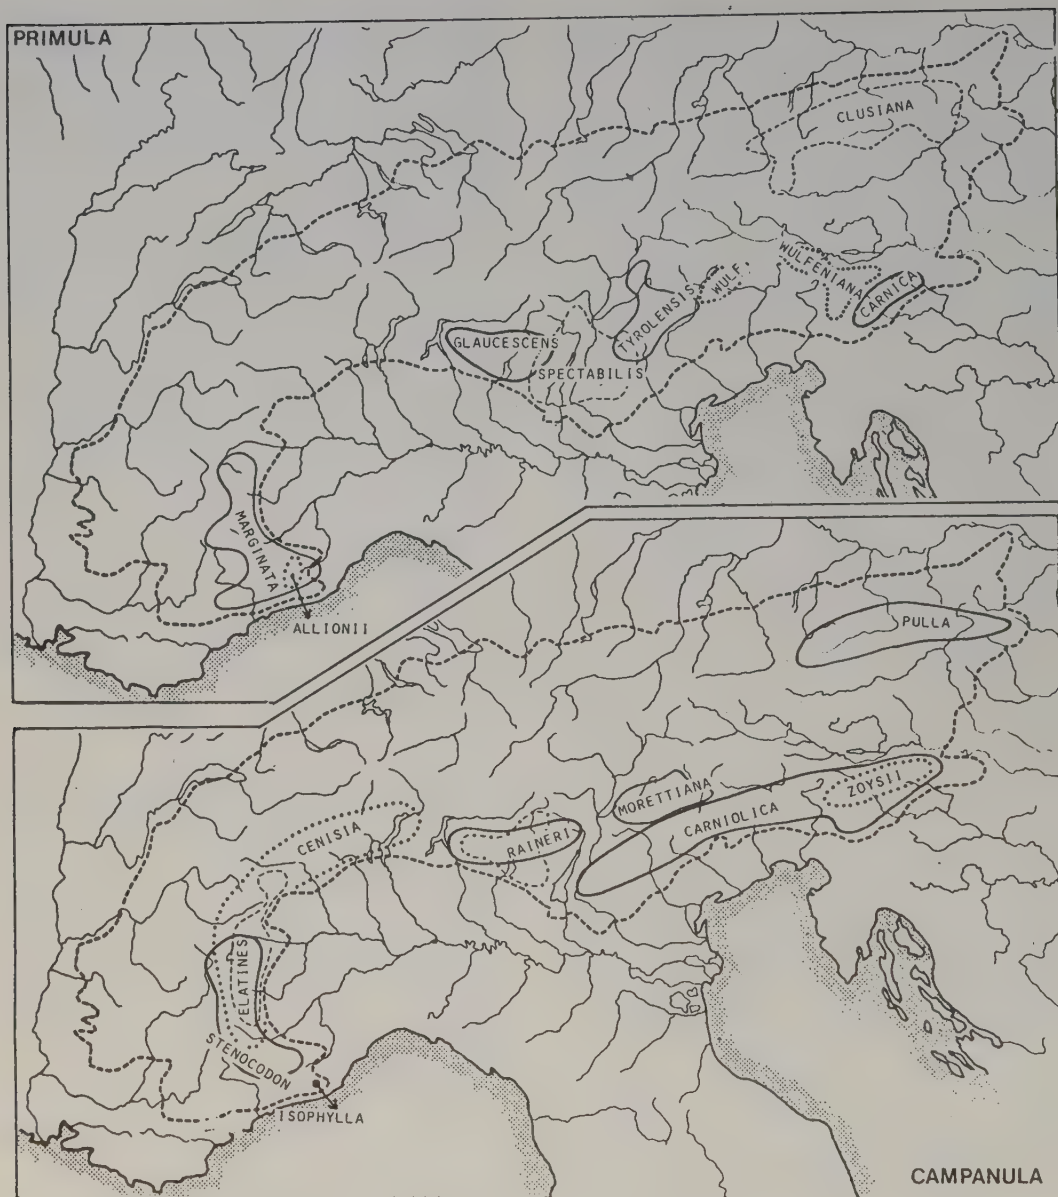 PRIMULA
CLUSIANA
WULFENIANA
WULF
CARNICA
TYROLENSIS
GLAUCESCENS
SPECTABILIS
MARGINATA
ALLIONII
PULLA
MORETTIANA
ZOYSII
CARNIOLICA
CENISIA
RAINERI
ELATINES
STENOCODON
ISOPHYLLA
CAMPANULA